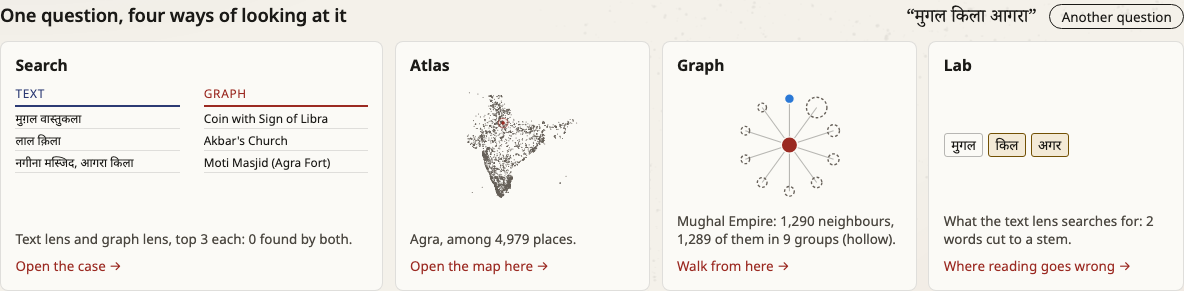 One question, four ways of looking at it
“मुगल किला आगरा”
Another question
Search
TEXT
GRAPH
मुग़ल वास्तुकला
Coin with Sign of Libra
लाल क़िला
Akbar's Church
नगीना मस्जिद, आगरा किला
Moti Masjid (Agra Fort)
Text lens and graph lens, top 3 each: 0 found by both.
Open the case →
Atlas
Agra, among 4,979 places.
Open the map here →
Graph
Mughal Empire: 1,290 neighbours,
1,289 of them in 9 groups (hollow).
Walk from here →
Lab
मुगल
किल
अगर
What the text lens searches for: 2
words cut to a stem.
Where reading goes wrong →